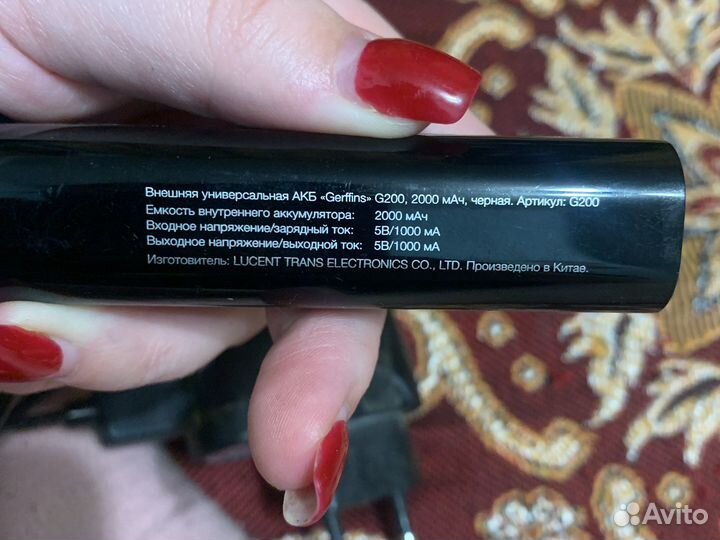 Внешняя универсальная АКБ «Gerffins» G200, 2000 мАч, черная. Артикул: G200
Емкость внутреннего аккумулятора: 2000 мАч
Входное напряжение/зарядный ток: 5В/1000 мА
Выходное напряжение/выходной ток: 5В/1000 мА
Изготовитель: LUCENT TRANS ELECTRONICS CO., LTD. Произведено в Китае.
Avito